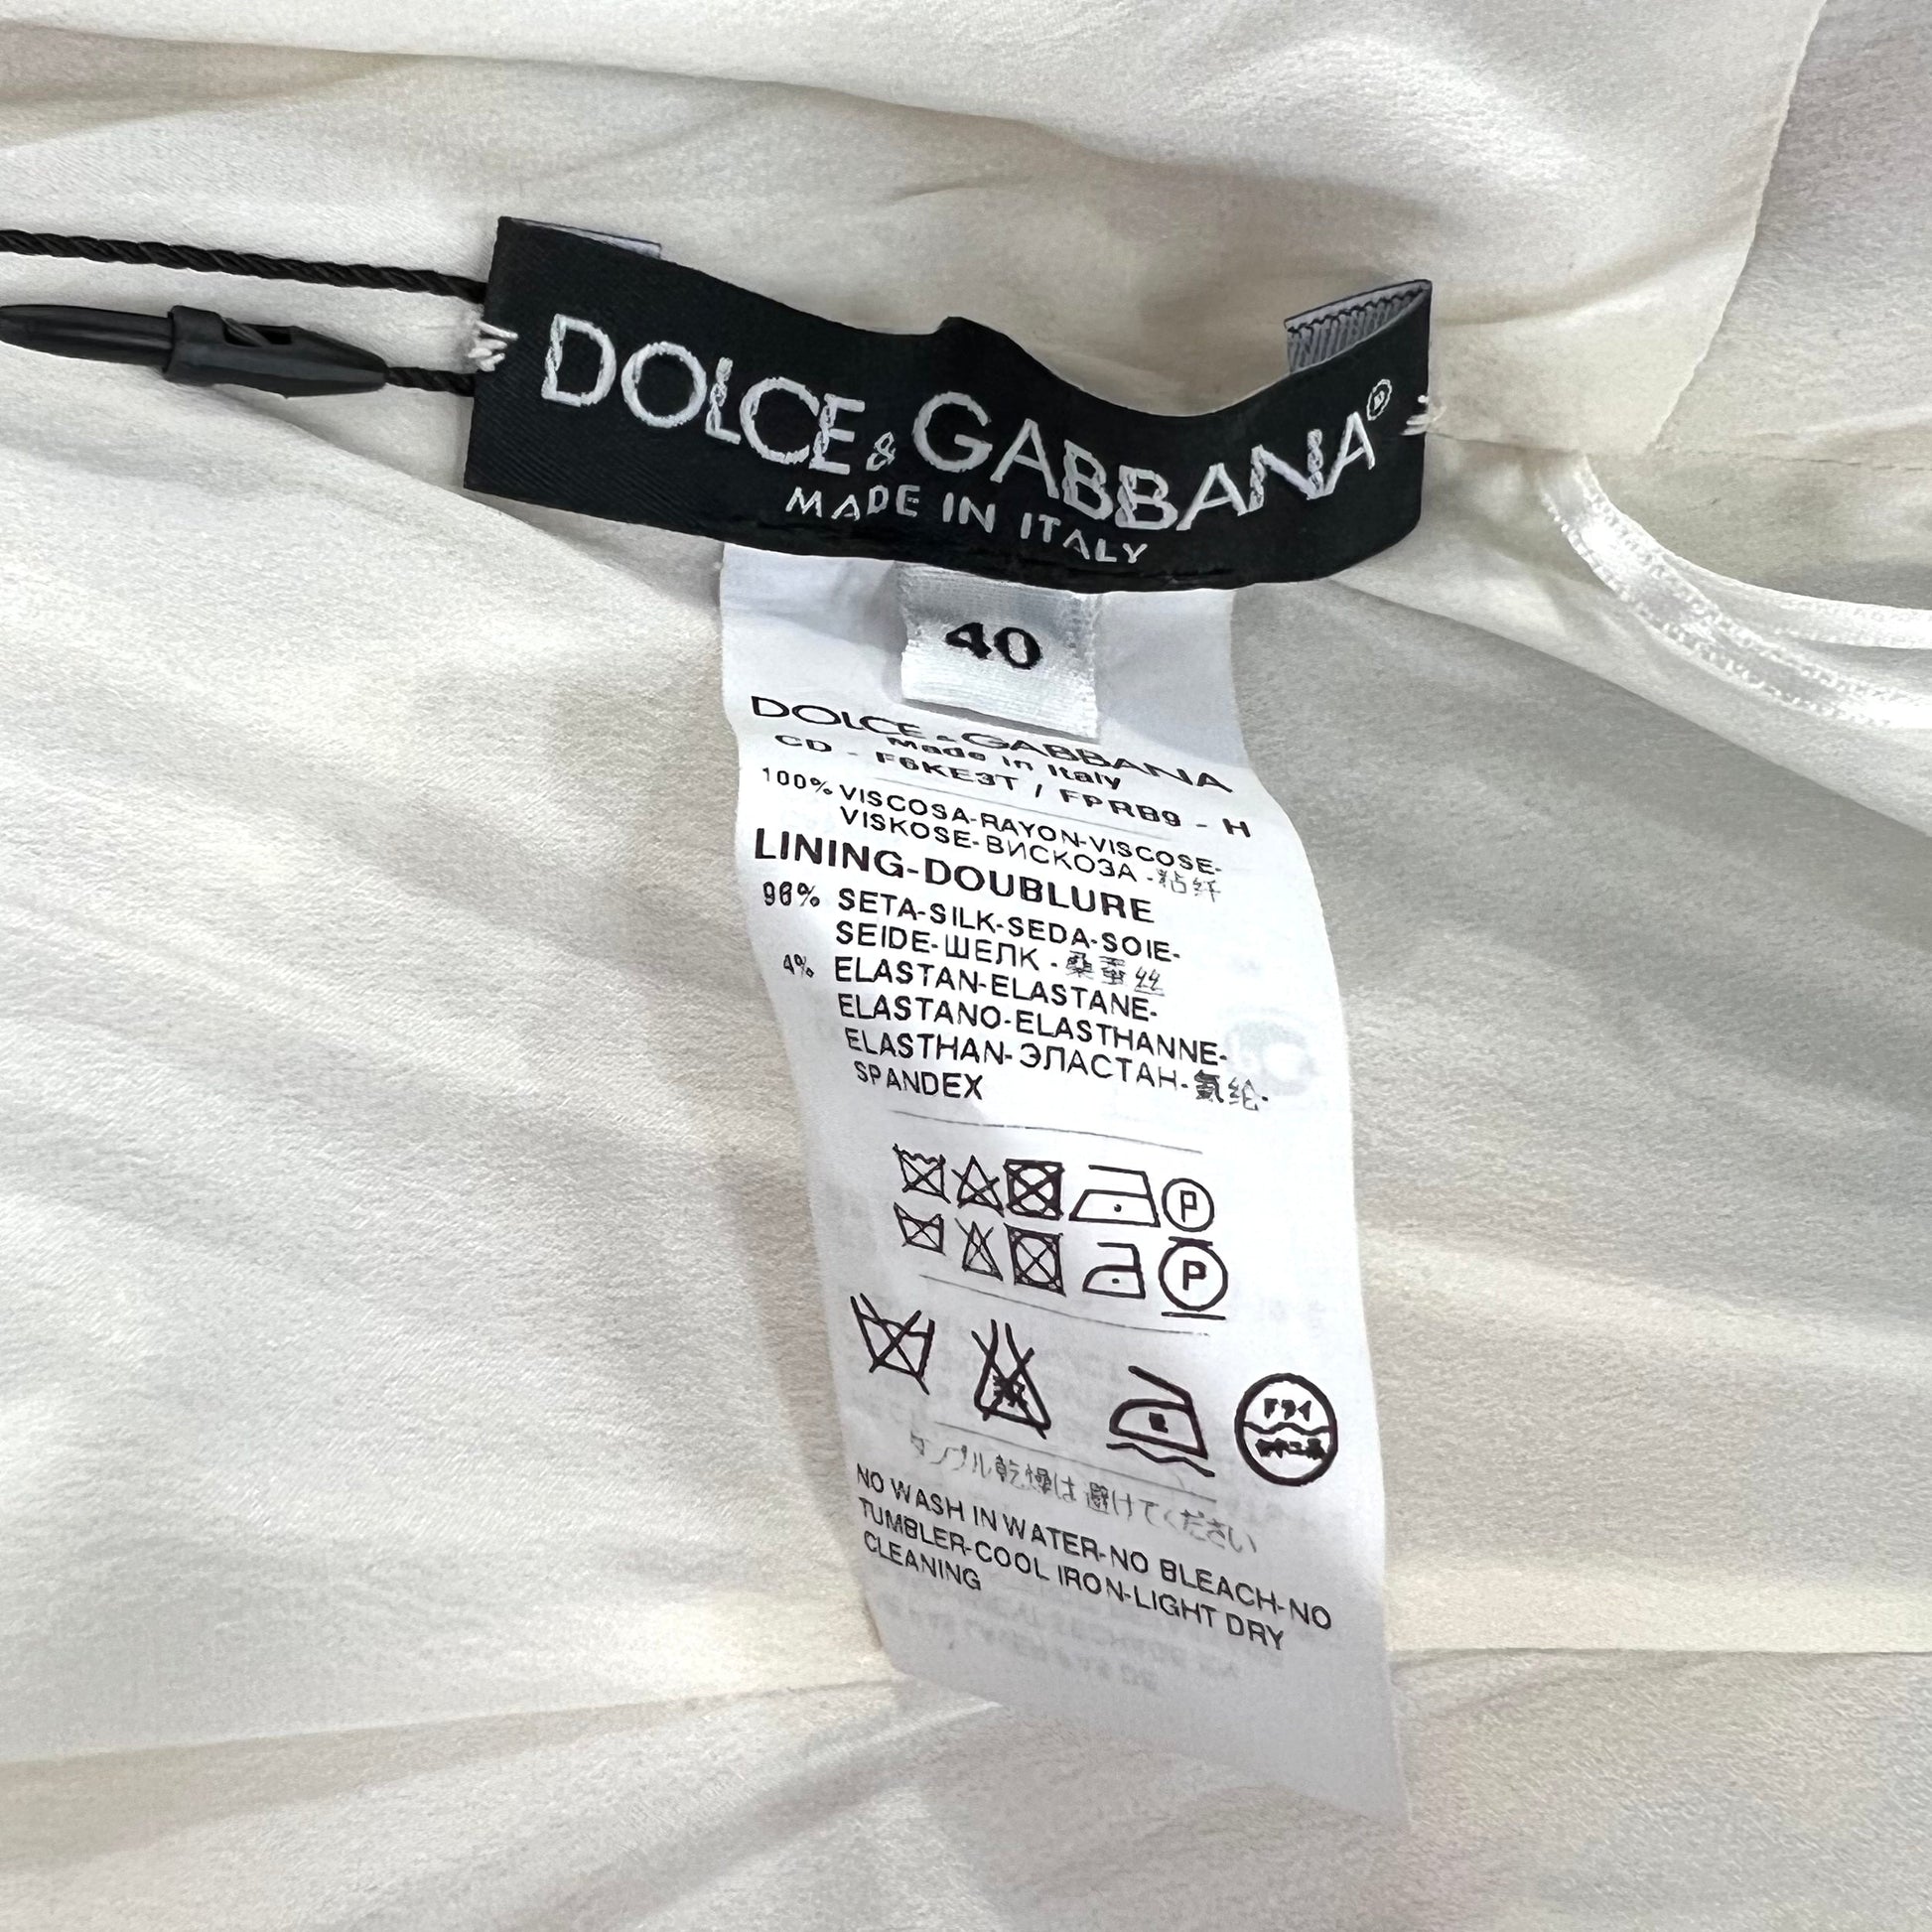 DOLCE & GABBANA®
MADE IN ITALY
40
DOLCE & GABBANA
Made in Italy
CD - F6KE3T / FPRB9 - H
100% VISCOSA-RAYON-VISCOSE-
VISKOSE-ВИСКОЗА -粘纤
LINING-DOUBLURE
96% SETA-SILK-SEDA-SOIE-
SEIDE-ШЕЛК -桑蚕丝
4% ELASTAN-ELASTANE-
ELASTANO-ELASTHANNE-
ELASTHAN-ЭЛАСТАН-氨纶-
SPANDEX
P
P
ドライ
タンブル乾燥は避けてください
NO WASH IN WATER-NO BLEACH-NO
TUMBLER-COOL IRON-LIGHT DRY
CLEANING